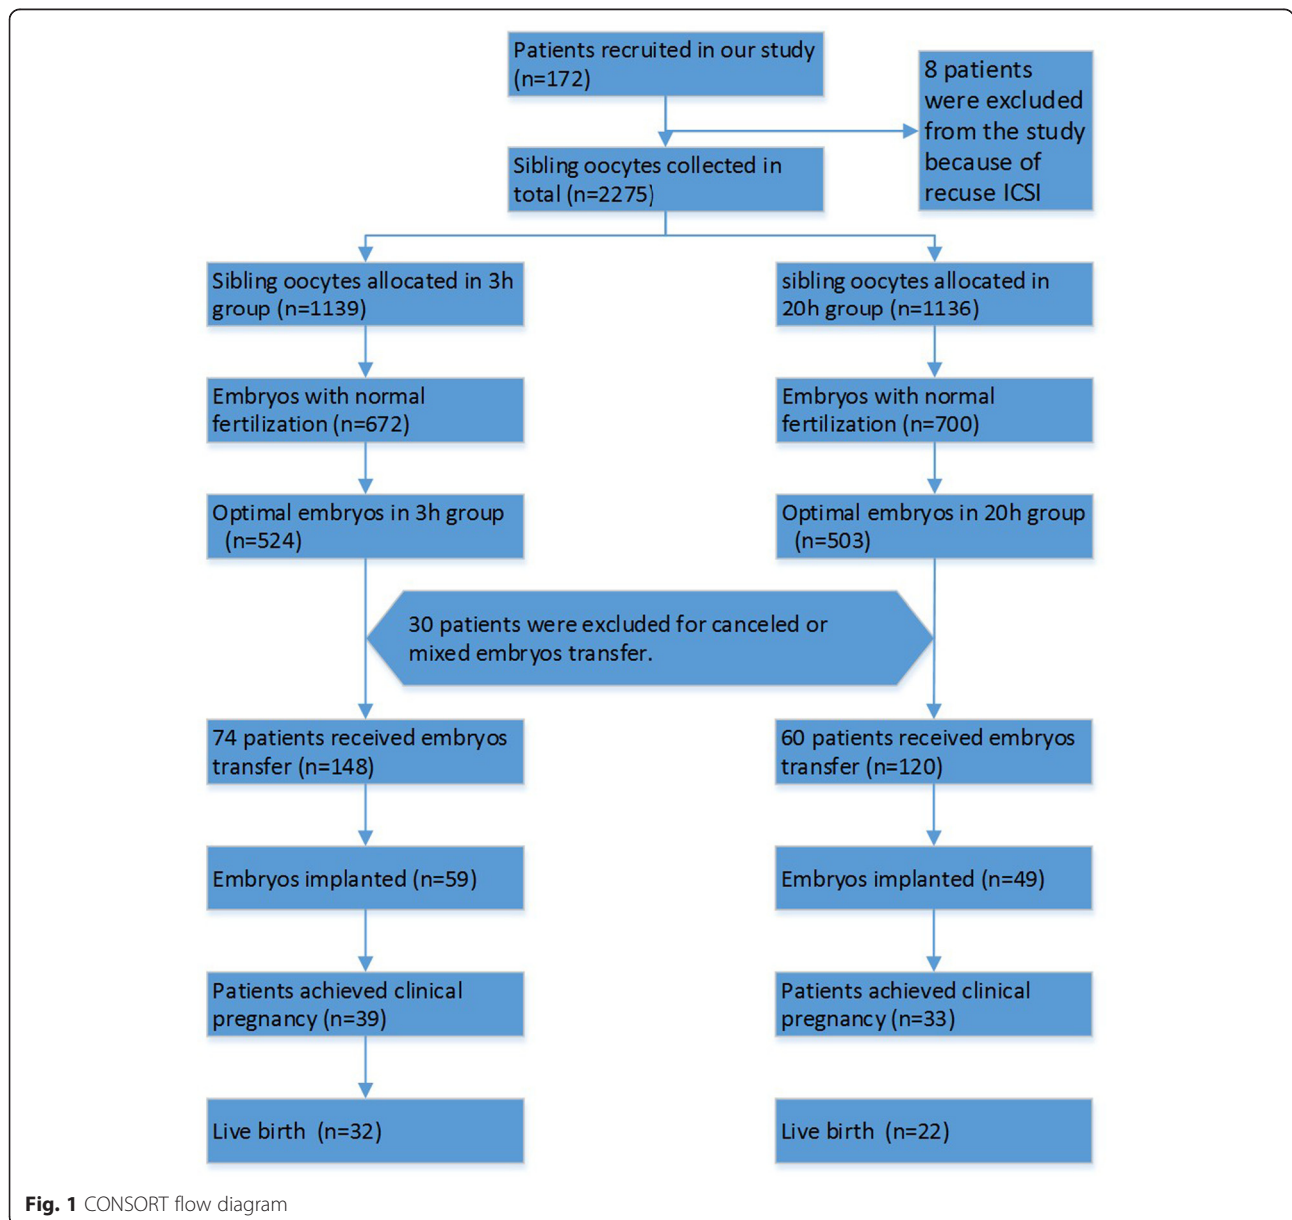 Patients recruited in our study
(n=172)
8 patients
were excluded
from the study
because of
recuse ICSI
Sibling oocytes collected in
total (n=2275)
Sibling oocytes allocated in 3h
group (n=1139)
sibling oocytes allocated in
20h group (n=1136)
Embryos with normal
fertilization (n=672)
Embryos with normal
fertilization (n=700)
Optimal embryos in 3h group
(n=524)
Optimal embryos in 20h group
(n=503)
30 patients were excluded for canceled or
mixed embryos transfer.
74 patients received embryos
transfer (n=148)
60 patients received embryos
transfer (n=120)
Embryos implanted (n=59)
Embryos implanted (n=49)
Patients achieved clinical
pregnancy (n=39)
Patients achieved clinical
pregnancy (n=33)
Live birth (n=32)
Live birth (n=22)
Fig. 1 CONSORT flow diagram